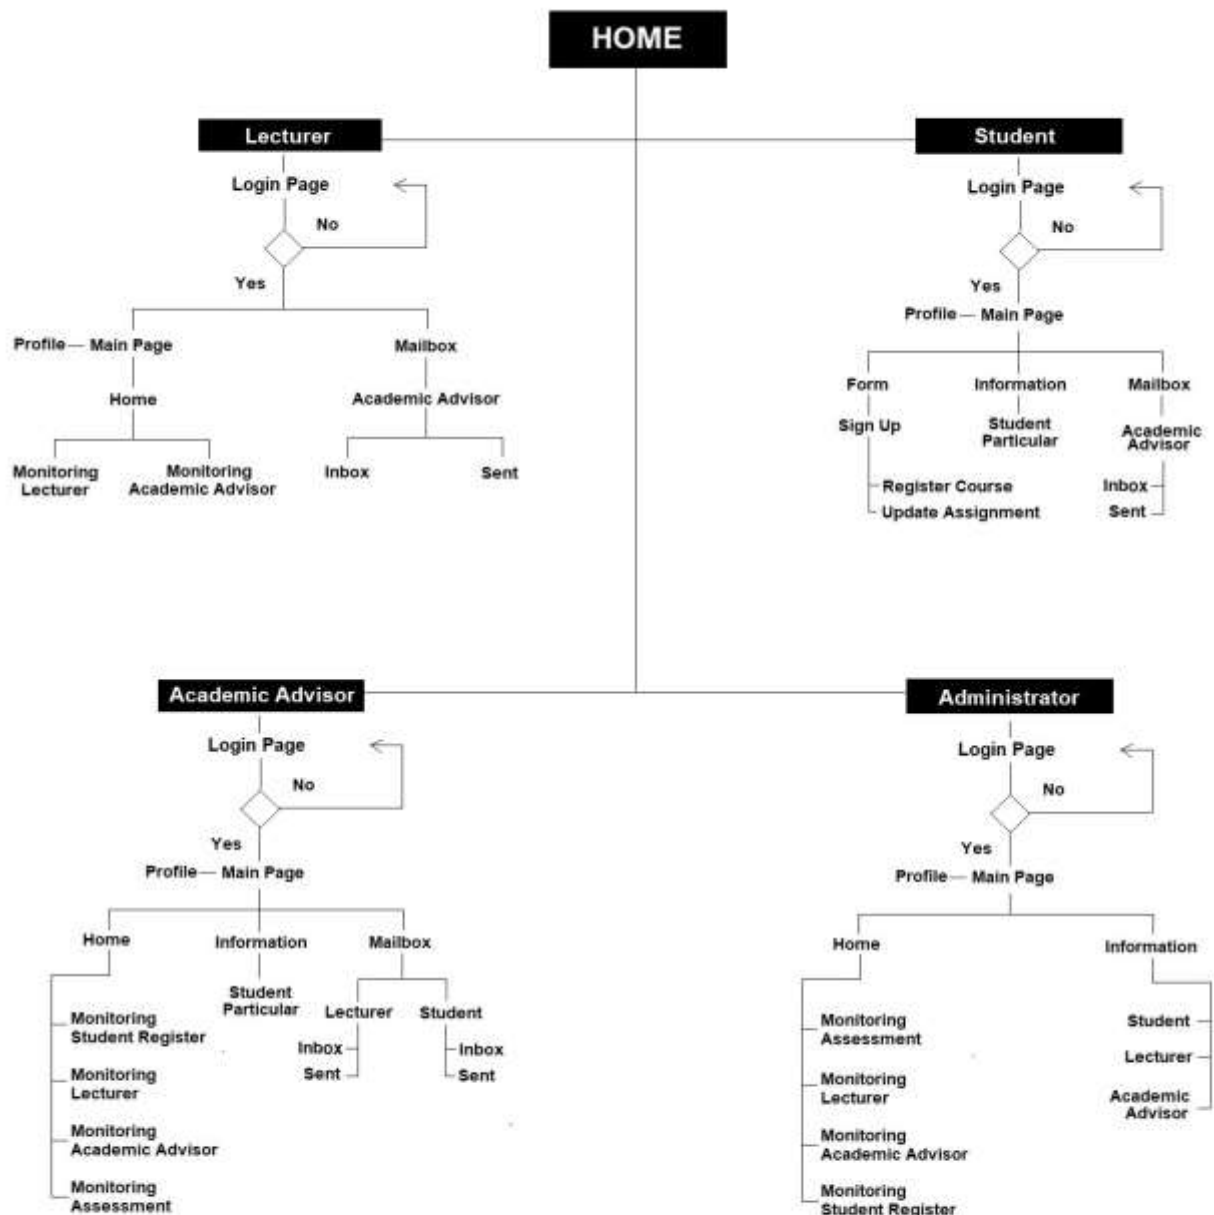 HOME
Lecturer
Login Page
No
Yes
Profile
Main Page
Mailbox
Home
Academic Advisor
Monitoring
Lecturer
Monitoring
Academic Advisor
Inbox
Sent
Student
Login Page
No
Yes
Profile
Main Page
Form
Information
Mailbox
Sign Up
Student
Particular
Academic
Advisor
Register Course
Update Assignment
Inbox
Sent
Academic Advisor
Login Page
No
Yes
Profile
Main Page
Home
Information
Mailbox
Monitoring
Student Register
Monitoring
Lecturer
Monitoring
Academic Advisor
Monitoring
Assessment
Student
Particular
Lecturer
Student
Inbox
Sent
Inbox
Sent
Administrator
Login Page
No
Yes
Profile
Main Page
Home
Information
Monitoring
Assessment
Monitoring
Lecturer
Monitoring
Academic Advisor
Monitoring
Student Register
Student
Lecturer
Academic
Advisor